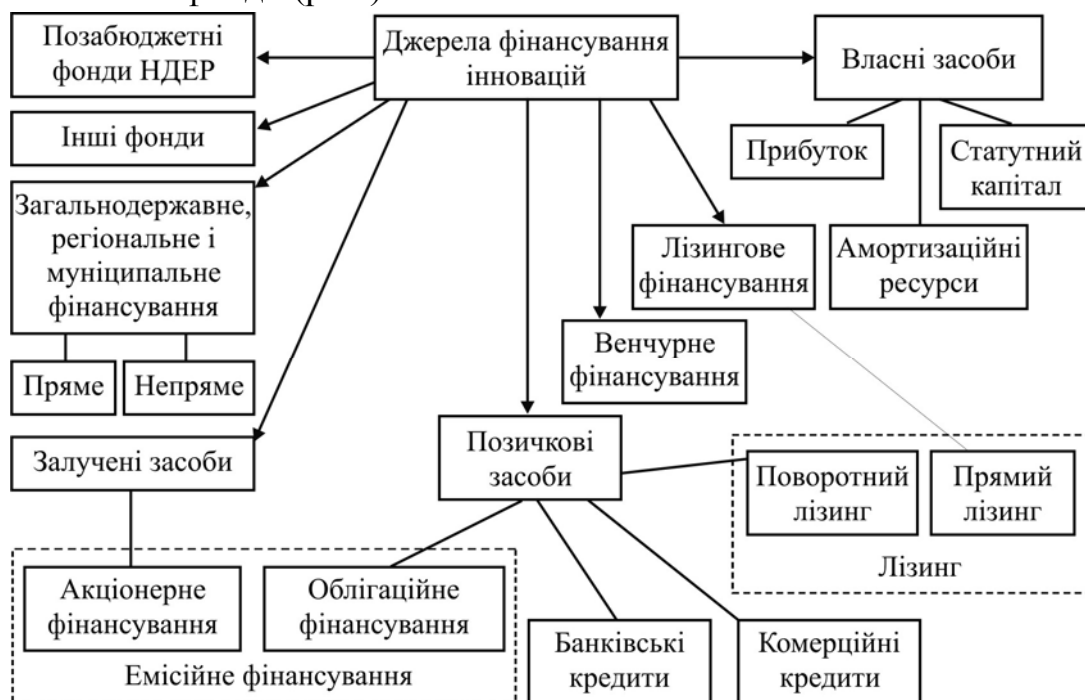 Позабюджетні
фонди НДЕР
Джерела фінансування
інновацій
Власні засоби
Інші фонди
Прибуток
Статутний
капітал
Загальнодержавне,
регіональне і
муніципальне
фінансування
Лізингове
фінансування
Амортизаційні
ресурси
Венчурне
фінансування
Пряме
Непряме
Залучені засоби
Позичкові
засоби
Поворотний
лізинг
Прямий
лізинг
Лізинг
Акціонерне
фінансування
Облігаційне
фінансування
Емісійне фінансування
Банківські
кредити
Комерційні
кредити